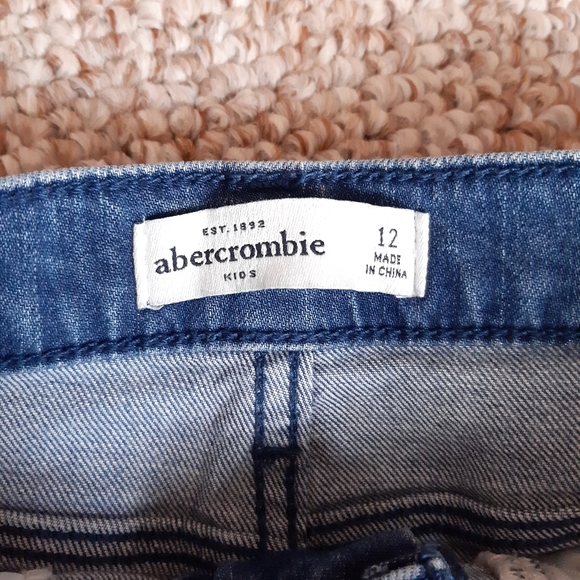 EST. 1892
abercrombie
KIDS
12
MADE
IN CHINA